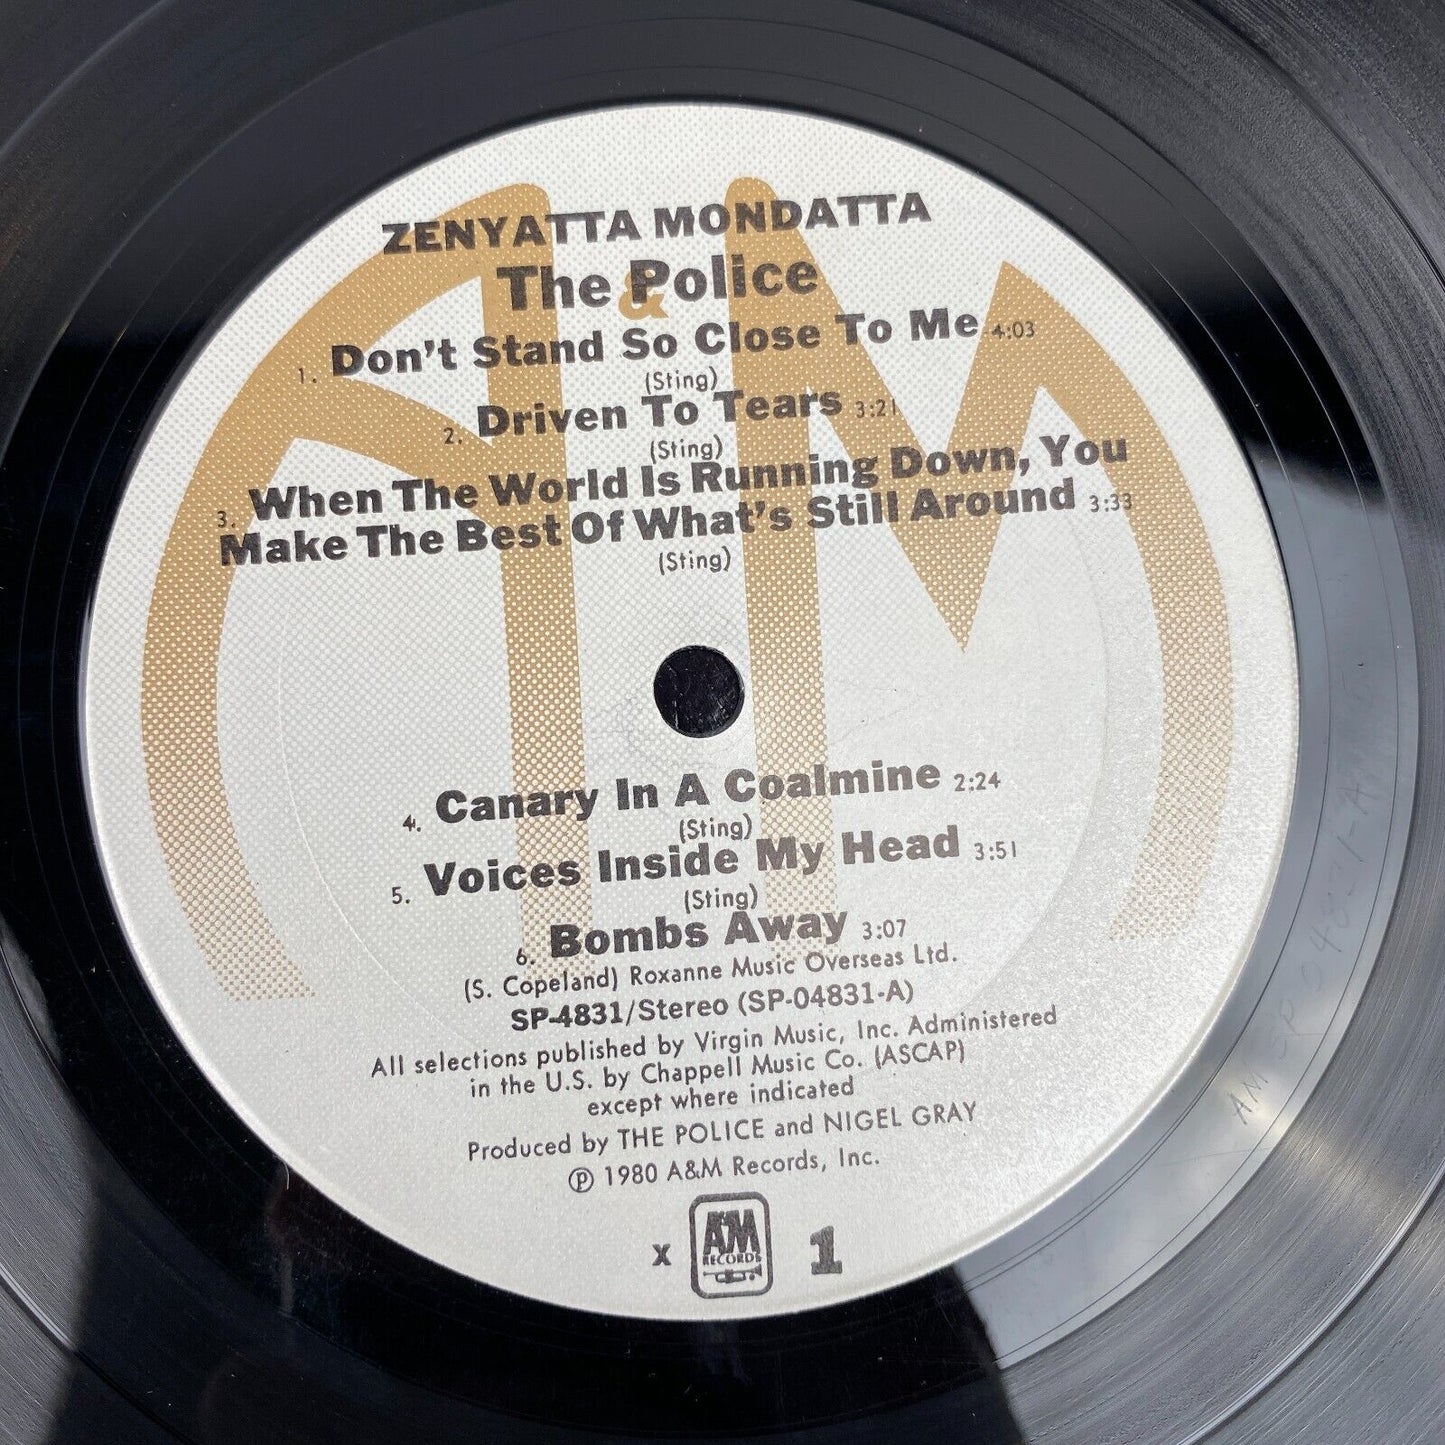 ZENYATTA MONDATTA
The Police
1. Don't Stand So Close To Me 4:03
(Sting)
2. Driven To Tears 3:21
(Sting)
3. When The World Is Running Down, You
Make The Best Of What's Still Around 3:33
(Sting)
4. Canary In A Coalmine 2:24
(Sting)
5. Voices Inside My Head 3:51
(Sting)
6. Bombs Away 3:07
(S. Copeland) Roxanne Music Overseas Ltd.
SP-4831/Stereo (SP-04831-A)
All selections published by Virgin Music, Inc. Administered
in the U.S. by Chappell Music Co. (ASCAP)
except where indicated
Produced by THE POLICE and NIGEL GRAY
℗ 1980 A&M Records, Inc.
x A&M RECORDS 1
A&M